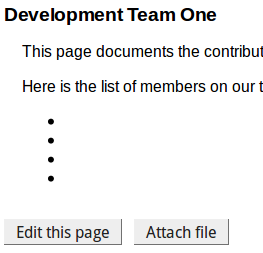 Development Team One
This page documents the
Here is the list of members on our
Edit this page
Attach file